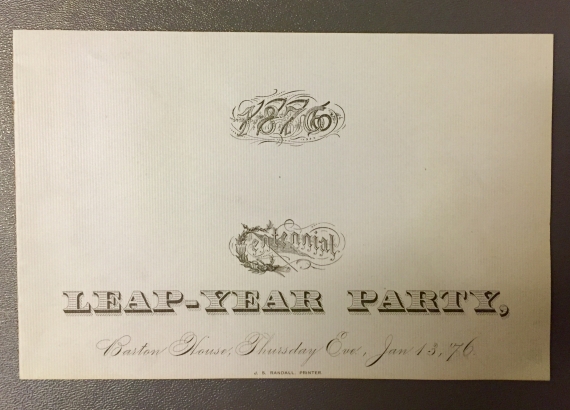 1876
Centennial
LEAP-YEAR PARTY,
Barton House, Thursday Eve, Jan 13, '76.
J. S. RANDALL, PRINTER